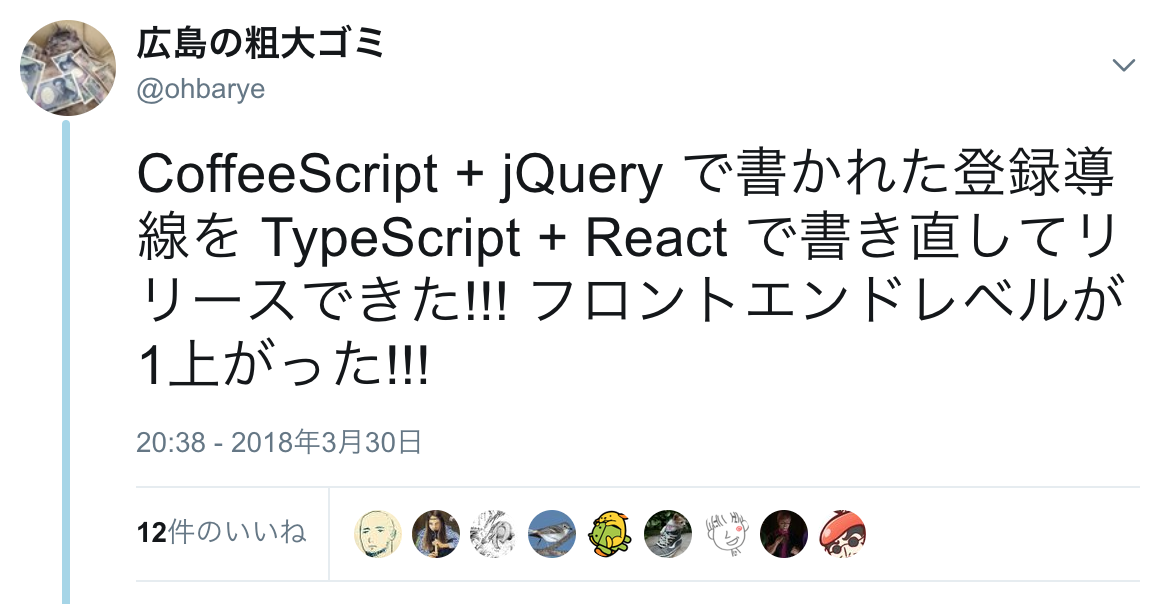 広島の粗大ゴミ
@ohbarye
CoffeeScript + jQuery で書かれた登録導
線を TypeScript + React で書き直してリ
リースできた!!! フロントエンドレベルが
1上がった!!!
20:38 - 2018年3月30日
12件のいいね